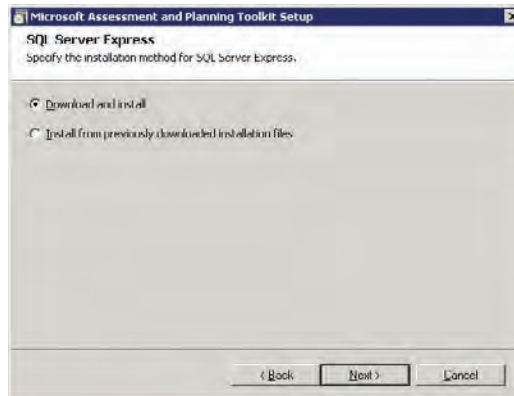 Microsoft Assessment and Planning Toolkit Setup
SQL Server Express
Specify the installation method for SQL Server Express.
Download and install
Install from previously downloaded installation files
< Back
Next >
Cancel